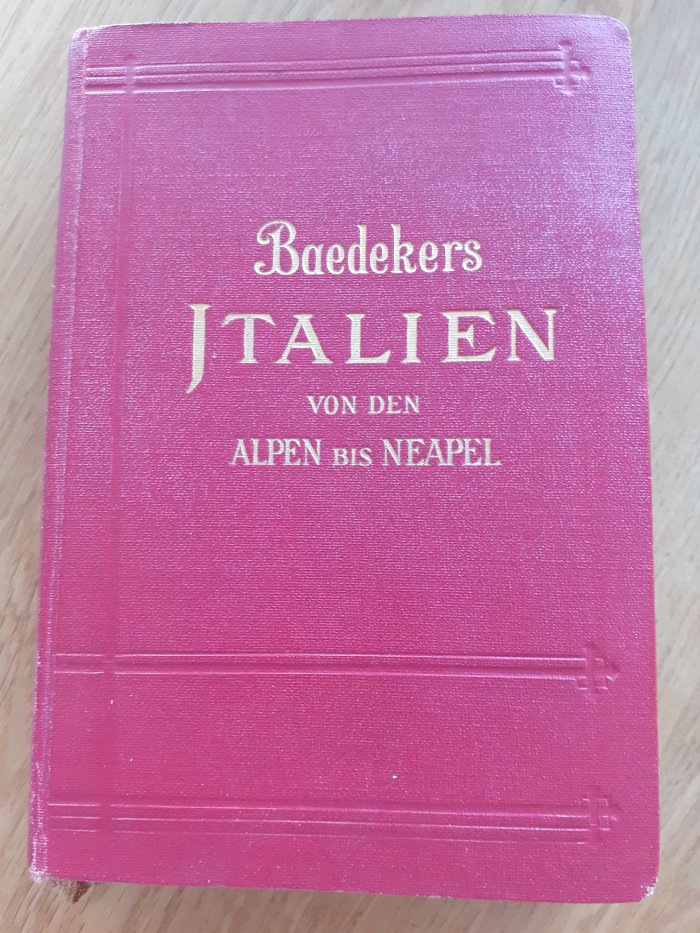 Baedekers
JTALIEN
VON DEN
ALPEN BIS NEAPEL